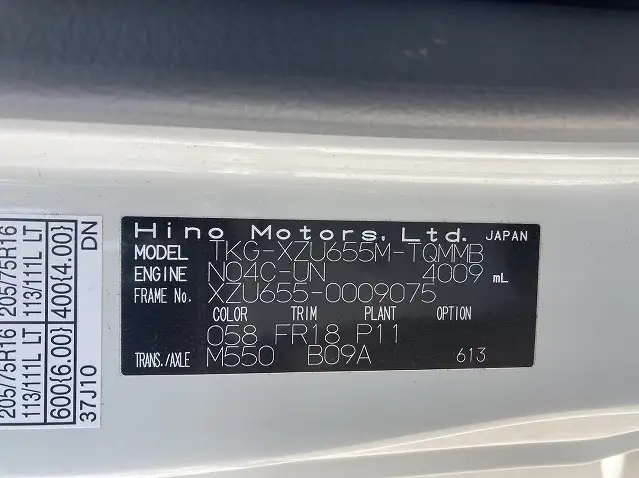 Hino Motors, Ltd. JAPAN
MODEL TKG-XZU655M-TQMMB
ENGINE N04C-UN 4009 mL
FRAME No. XZU655-0009075
COLOR TRIM PLANT OPTION
058 FR18 P11
TRANS./AXLE M550 B09A 613
205/75R16 205/75R16
113/111L LT 113/111L LT
600{6.00} 400{4.00}
37J10 DN